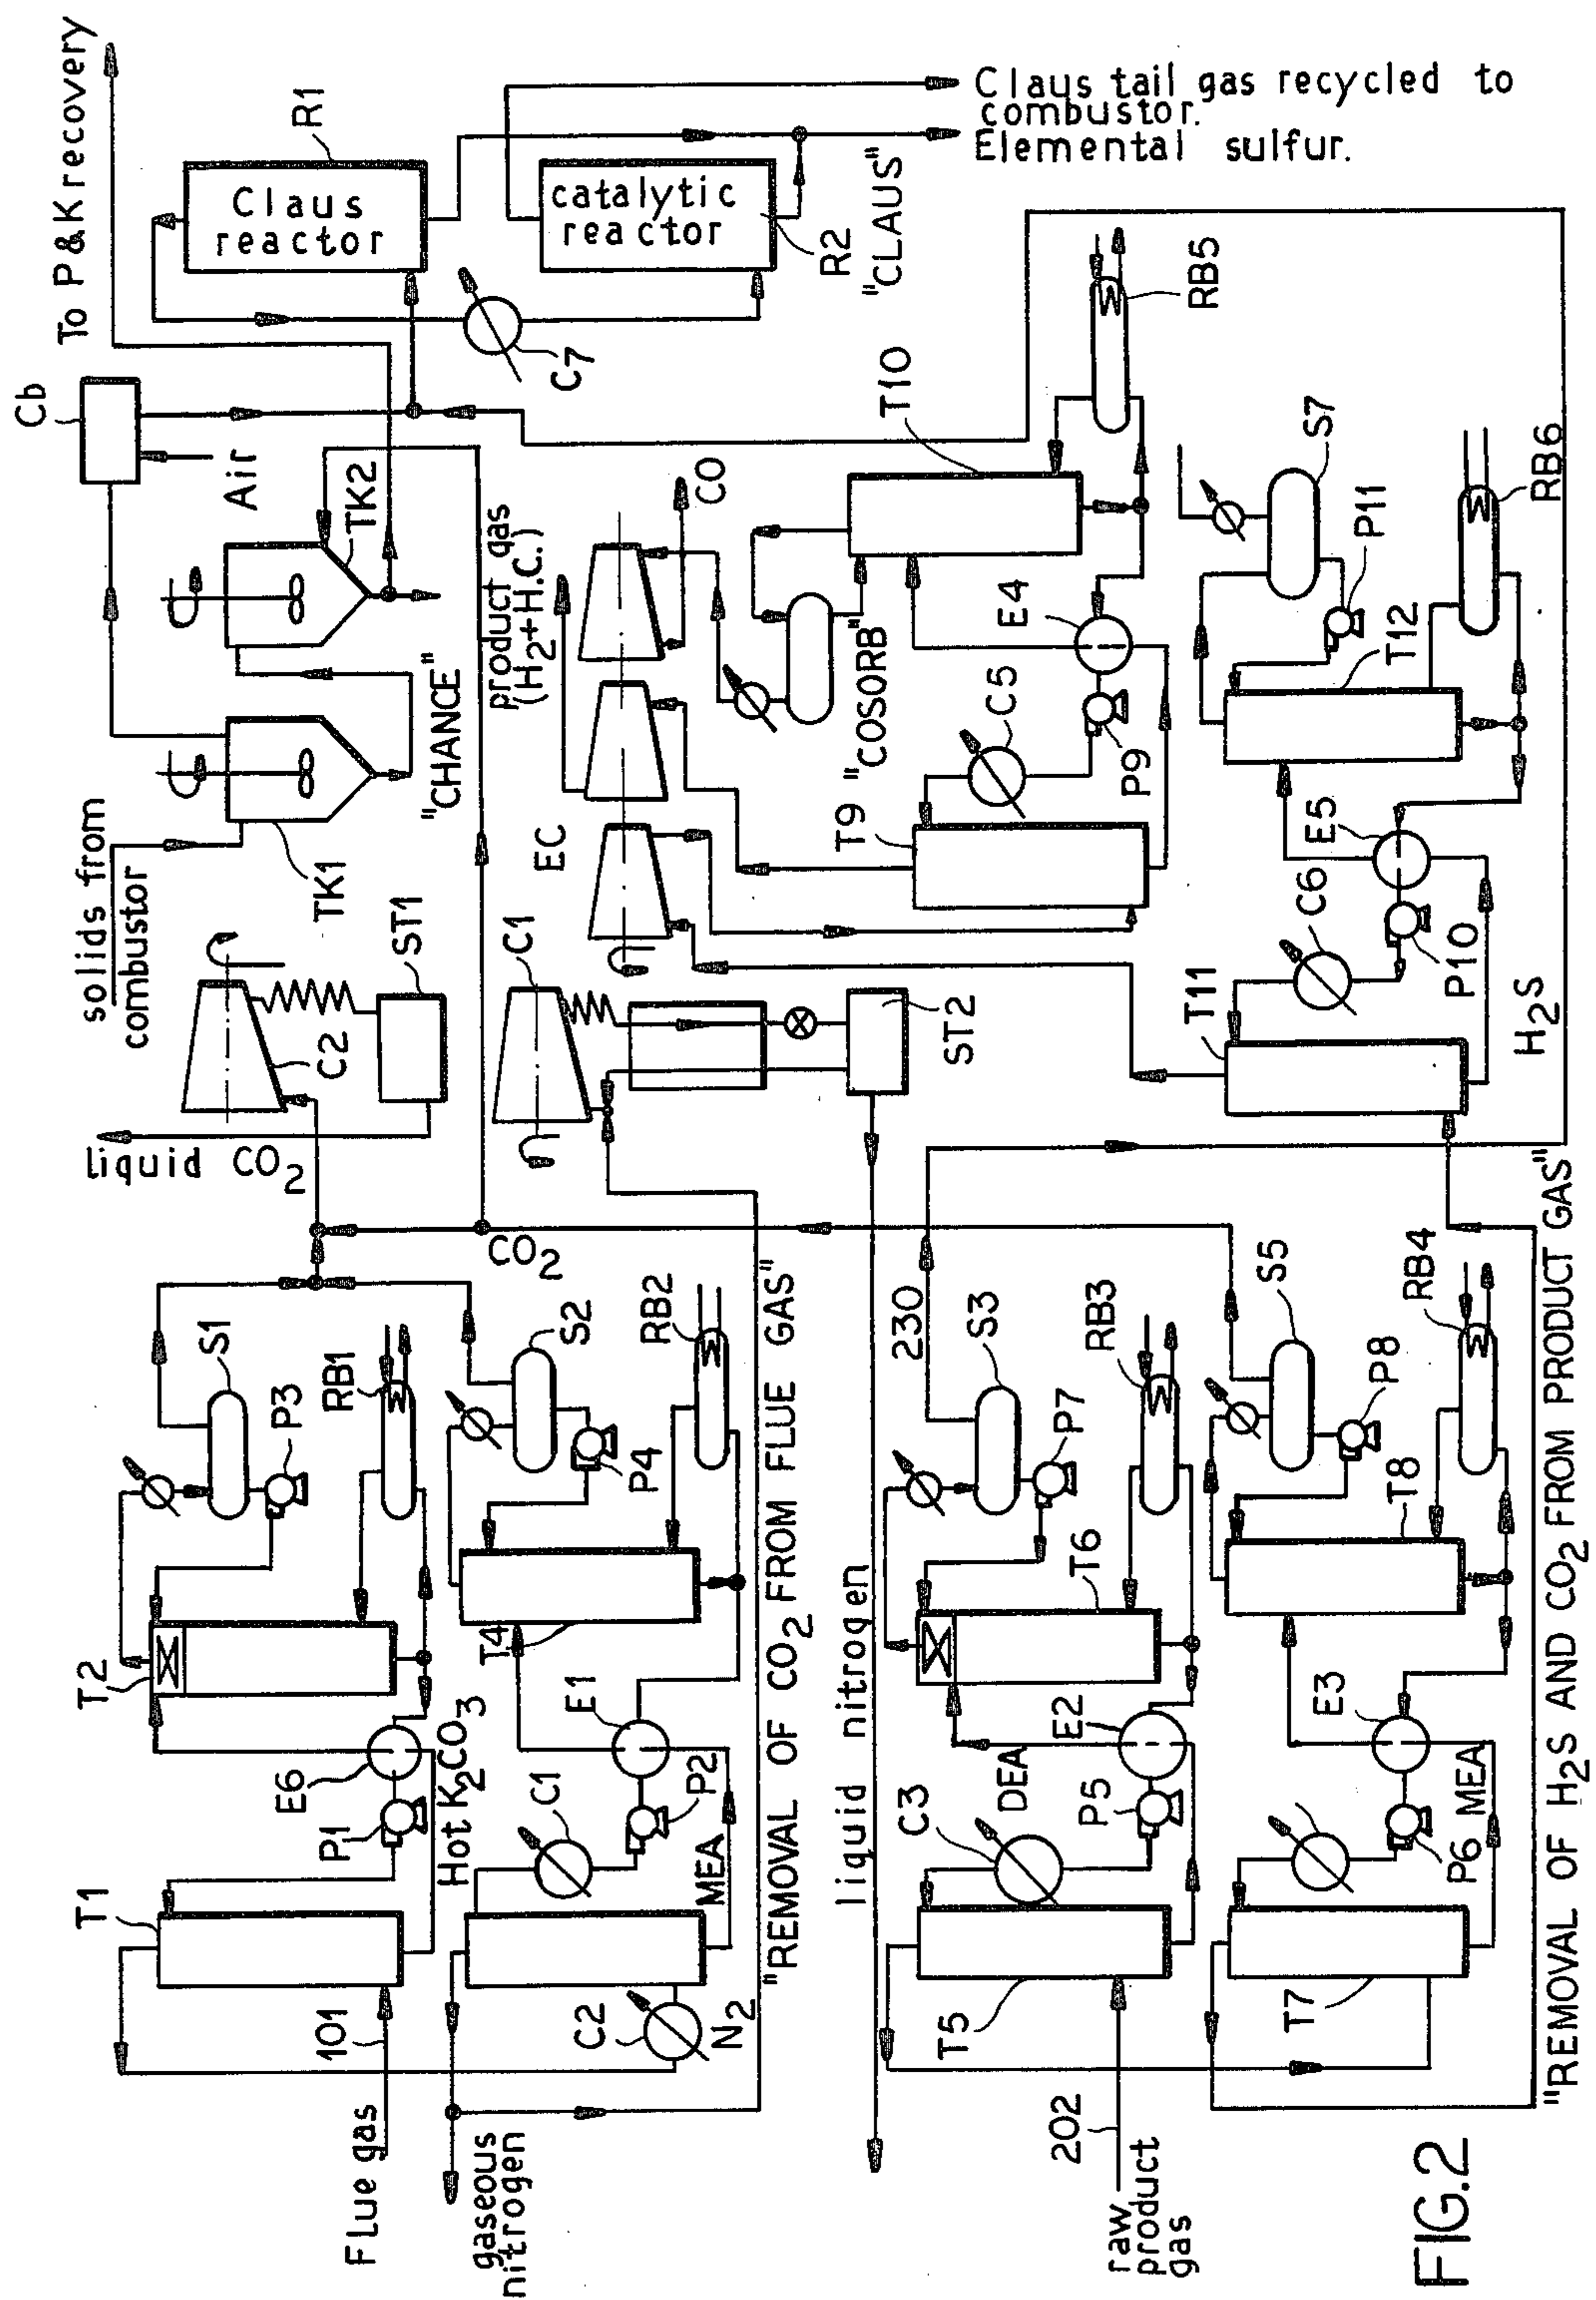 To P & K recovery
Cb
R1
Claus
reactor
catalytic
reactor
R2
"CLAUS"
C7
Claus tail gas recycled to
combustor.
Elemental sulfur.
Air
TK2
TK1
"CHANCE"
solids from
combustor
C2
ST1
liquid CO2
CO2
product gas
(H2+H.C.)
CO
EC
C1
ST2
"COSORB"
T9
C5
P9
E4
T10
RB5
S7
P11
T12
RB6
E5
C6
P10
T11
H2S
Flue gas
101
T1
P1
E6
Hot K2CO3
T2
S1
P3
RB1
gaseous
nitrogen
C2
N2
C1
MEA
P2
E1
T4
P4
S2
RB2
"REMOVAL OF CO2 FROM FLUE GAS"
liquid nitrogen
230
raw
product
gas
202
T5
C3
DEA
P5
E2
T6
P7
S3
RB3
T7
P6
MEA
E3
T8
P8
S5
RB4
"REMOVAL OF H2S AND CO2 FROM PRODUCT GAS"
FIG.2